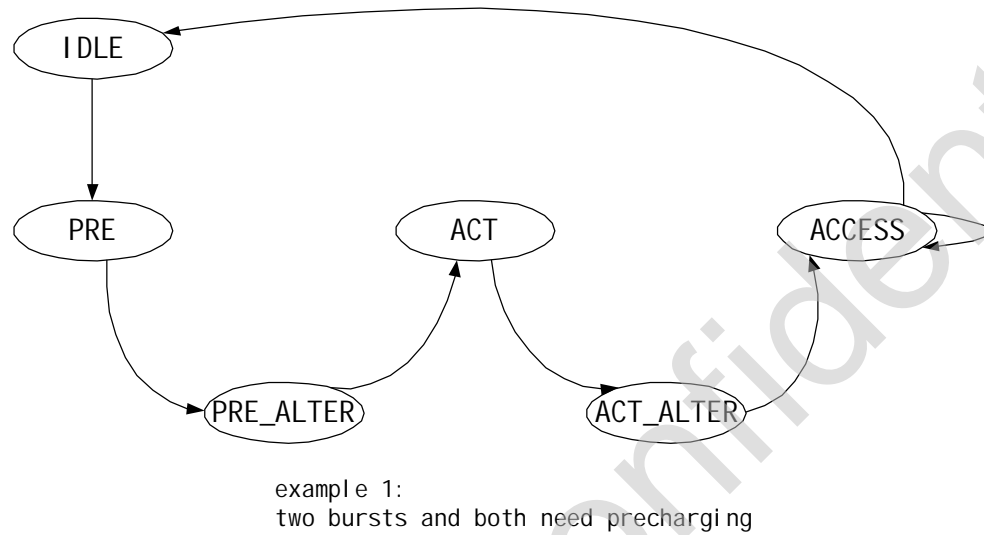 IDLE
PRE
ACT
ACCESS
PRE_ALTER
ACT_ALTER
example 1:
two bursts and both need precharging